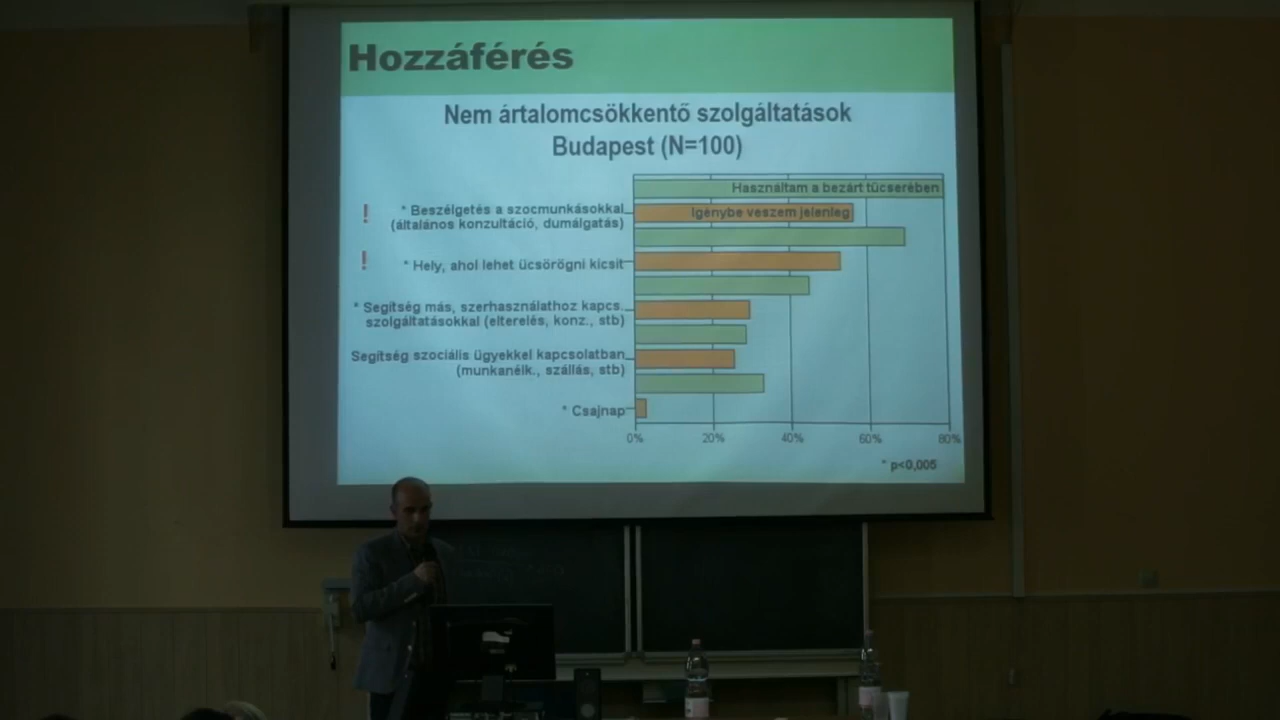 Hozzáférés
Nem ártalomcsökkentő szolgáltatások
Budapest (N=100)
Használtam a bezárt tűcserében
Igénybe veszem jelenleg
! * Beszélgetés a szocmunkásokkal
(általános konzultáció, dumálgatás)
! * Hely, ahol lehet ücsörögni kicsit
* Segítség más, szerhasználathoz kapcs.
szolgáltatásokkal (elterelés, konz., stb)
Segítség szociális ügyekkel kapcsolatban
(munkanélk., szállás, stb)
* Csajnap
0% 20% 40% 60% 80%
* p<0,005